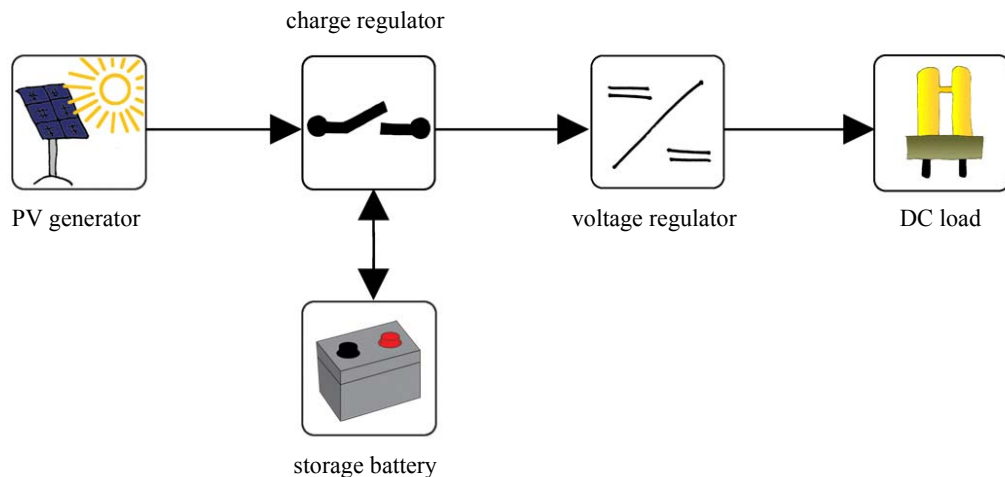 charge regulator
PV generator
voltage regulator
DC load
storage battery